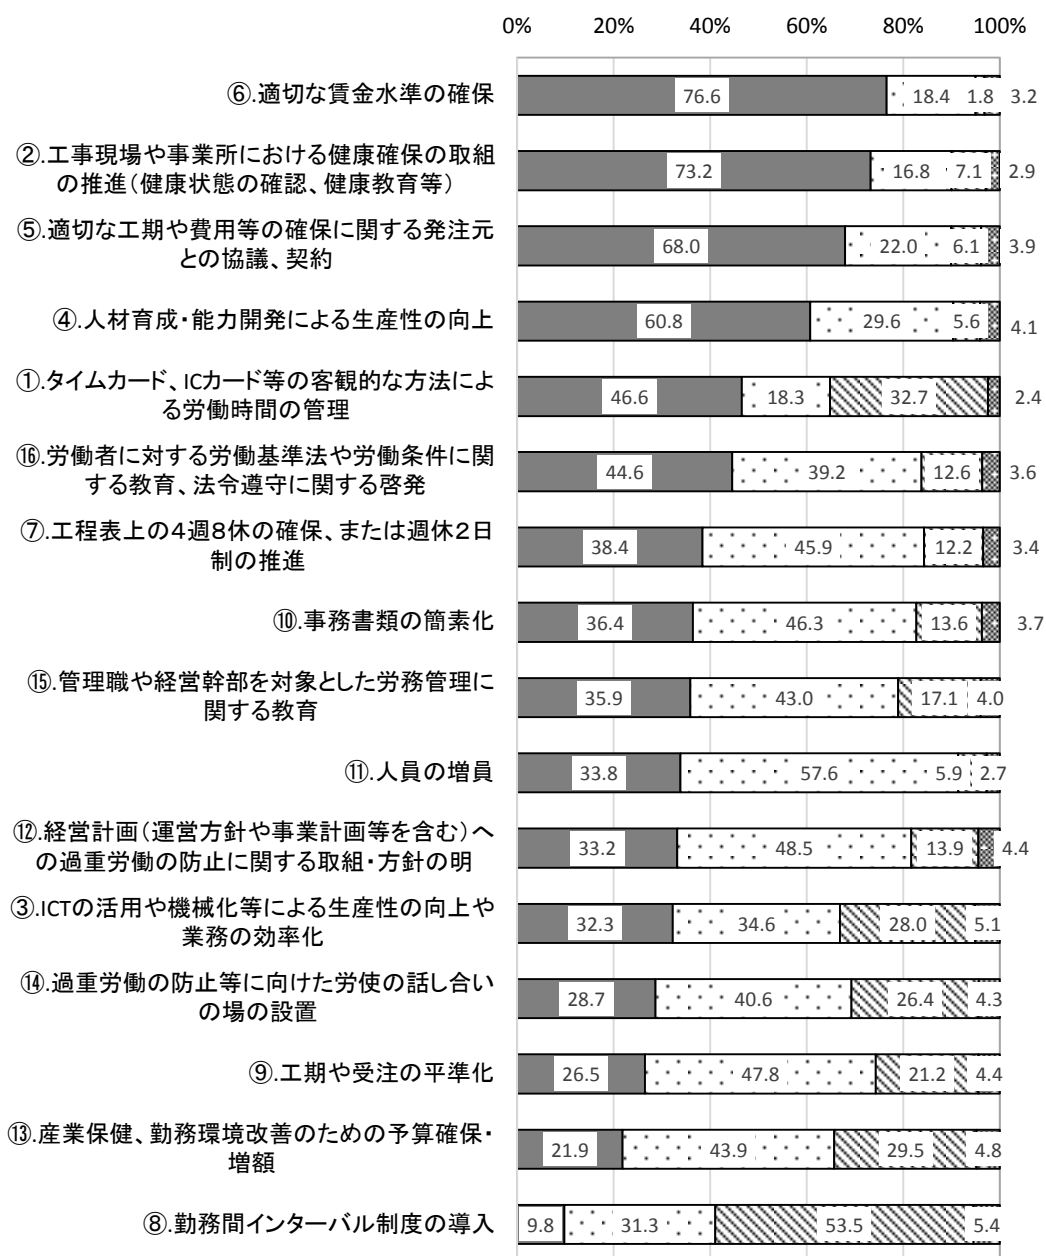 0% 20% 40% 60% 80% 100%
⑥.適切な賃金水準の確保
76.6 18.4 1.8 3.2
②.工事現場や事業所における健康確保の取組
の推進(健康状態の確認、健康教育等)
73.2 16.8 7.1 2.9
⑤.適切な工期や費用等の確保に関する発注元
との協議、契約
68.0 22.0 6.1 3.9
④.人材育成・能力開発による生産性の向上
60.8 29.6 5.6 4.1
①.タイムカード、ICカード等の客観的な方法によ
る労働時間の管理
46.6 18.3 32.7 2.4
⑯.労働者に対する労働基準法や労働条件に関
する教育、法令遵守に関する啓発
44.6 39.2 12.6 3.6
⑦.工程表上の4週8休の確保、または週休2日
制の推進
38.4 45.9 12.2 3.4
⑩.事務書類の簡素化
36.4 46.3 13.6 3.7
⑮.管理職や経営幹部を対象とした労務管理に
関する教育
35.9 43.0 17.1 4.0
⑪.人員の増員
33.8 57.6 5.9 2.7
⑫.経営計画(運営方針や事業計画等を含む)へ
の過重労働の防止に関する取組・方針の明
33.2 48.5 13.9 4.4
③.ICTの活用や機械化等による生産性の向上や
業務の効率化
32.3 34.6 28.0 5.1
⑭.過重労働の防止等に向けた労使の話し合い
の場の設置
28.7 40.6 26.4 4.3
⑨.工期や受注の平準化
26.5 47.8 21.2 4.4
⑬.産業保健、勤務環境改善のための予算確保・
増額
21.9 43.9 29.5 4.8
⑧.勤務間インターバル制度の導入
9.8 31.3 53.5 5.4